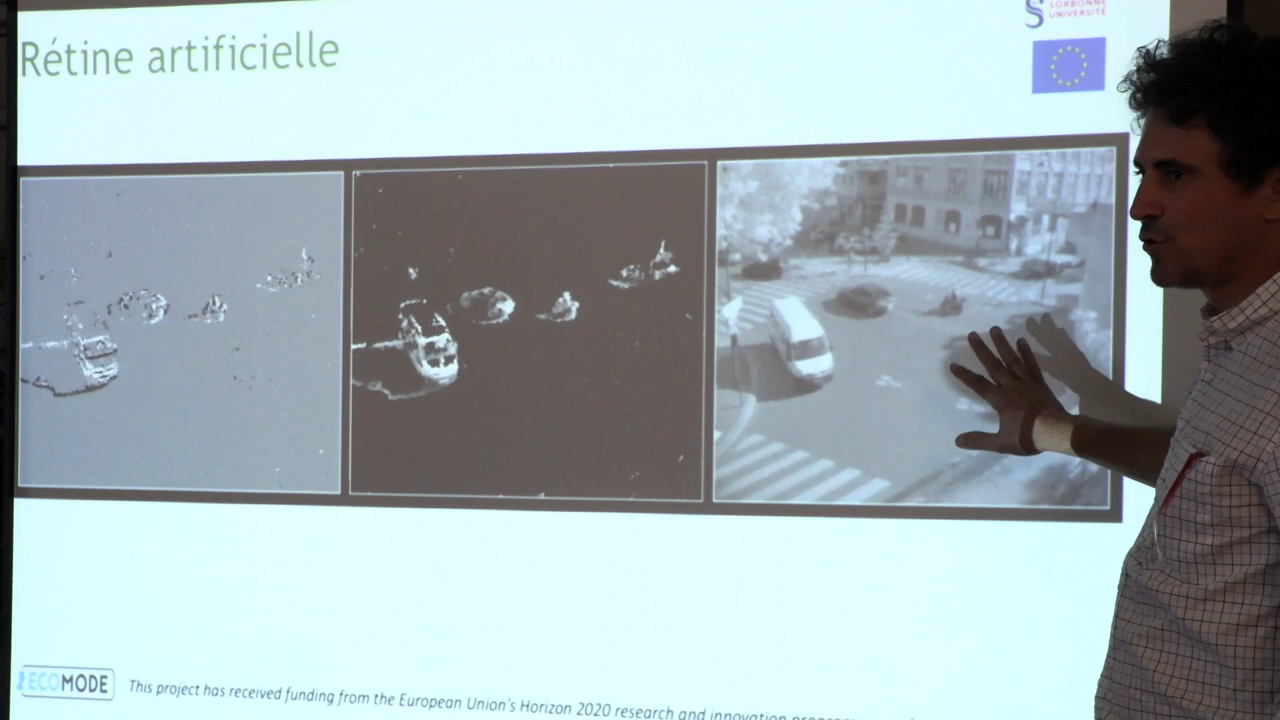 Rétine artificielle
SORBONNE
UNIVERSITÉ
ECOMODE
This project has received funding from the European Union's Horizon 2020 research and innovation